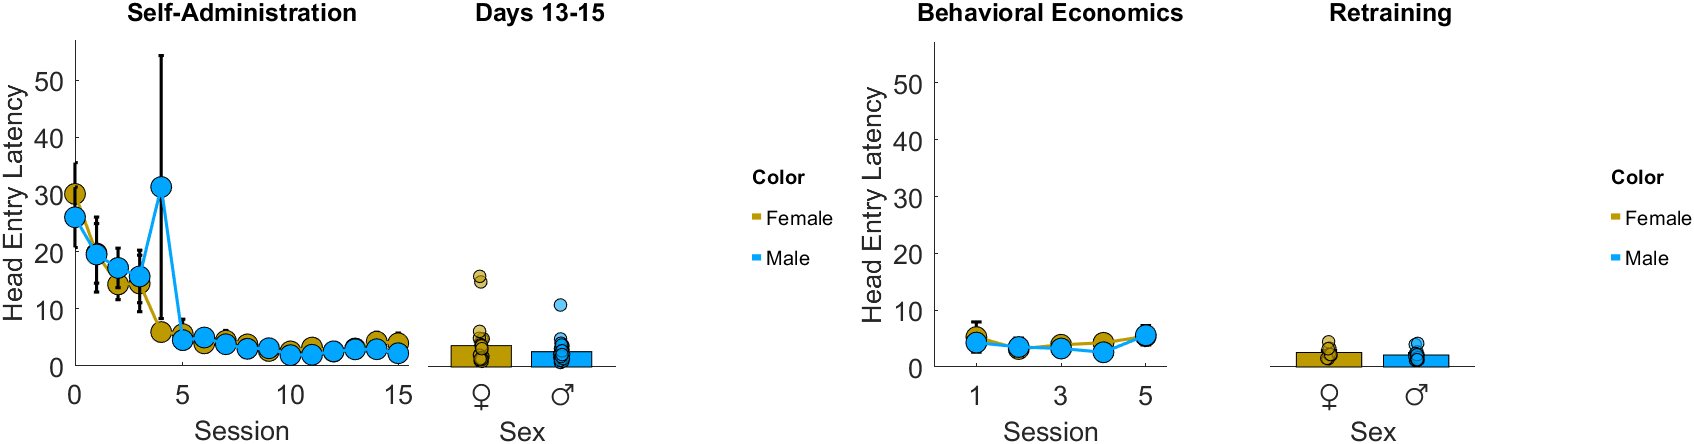 Self-Administration
Days 13-15
Behavioral Economics
Retraining
Head Entry Latency
50
40
30
20
10
0
0
5
10
15
Session
♀
♂
Sex
Color
Female
Male
Head Entry Latency
50
40
30
20
10
0
1
3
5
Session
♀
♂
Sex
Color
Female
Male